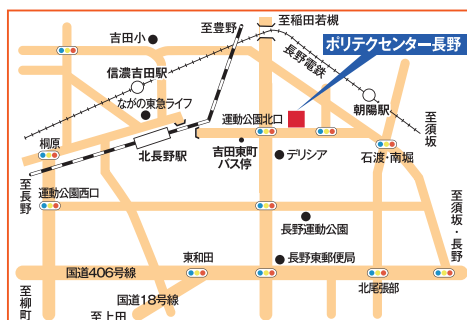 至豊野
至稲田若槻
吉田小
長野電鉄
ポリテクセンター長野
信濃吉田駅
朝陽駅
ながの東急ライフ
運動公園北口
至須坂
桐原
北長野駅
吉田東町
バス停
デリシア
石渡・南堀
至長野
運動公園西口
至須坂・長野
長野運動公園
東和田
長野東郵便局
国道406号線
北尾張部
国道18号線
至柳町
至上田